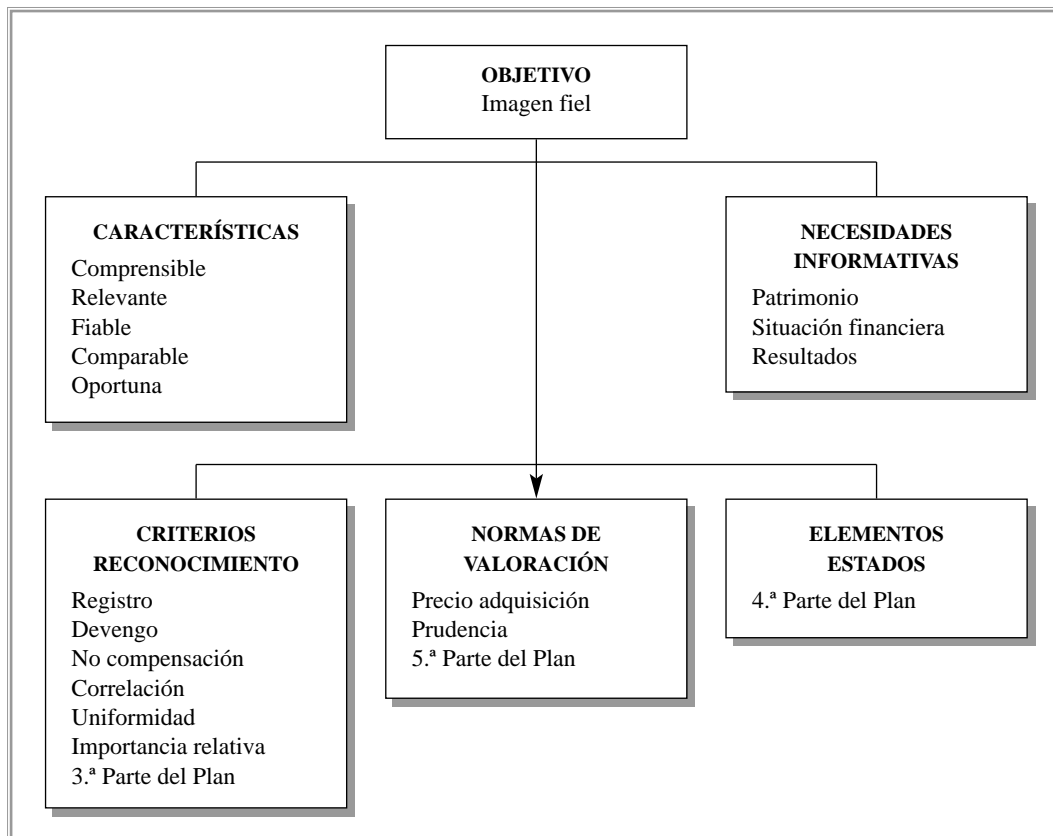 OBJETIVO
Imagen fiel
CARACTERÍSTICAS
Comprensible
Relevante
Fiable
Comparable
Oportuna
NECESIDADES
INFORMATIVAS
Patrimonio
Situación financiera
Resultados
CRITERIOS
RECONOCIMIENTO
Registro
Devengo
No compensación
Correlación
Uniformidad
Importancia relativa
3.ª Parte del Plan
NORMAS DE
VALORACIÓN
Precio adquisición
Prudencia
5.ª Parte del Plan
ELEMENTOS
ESTADOS
4.ª Parte del Plan